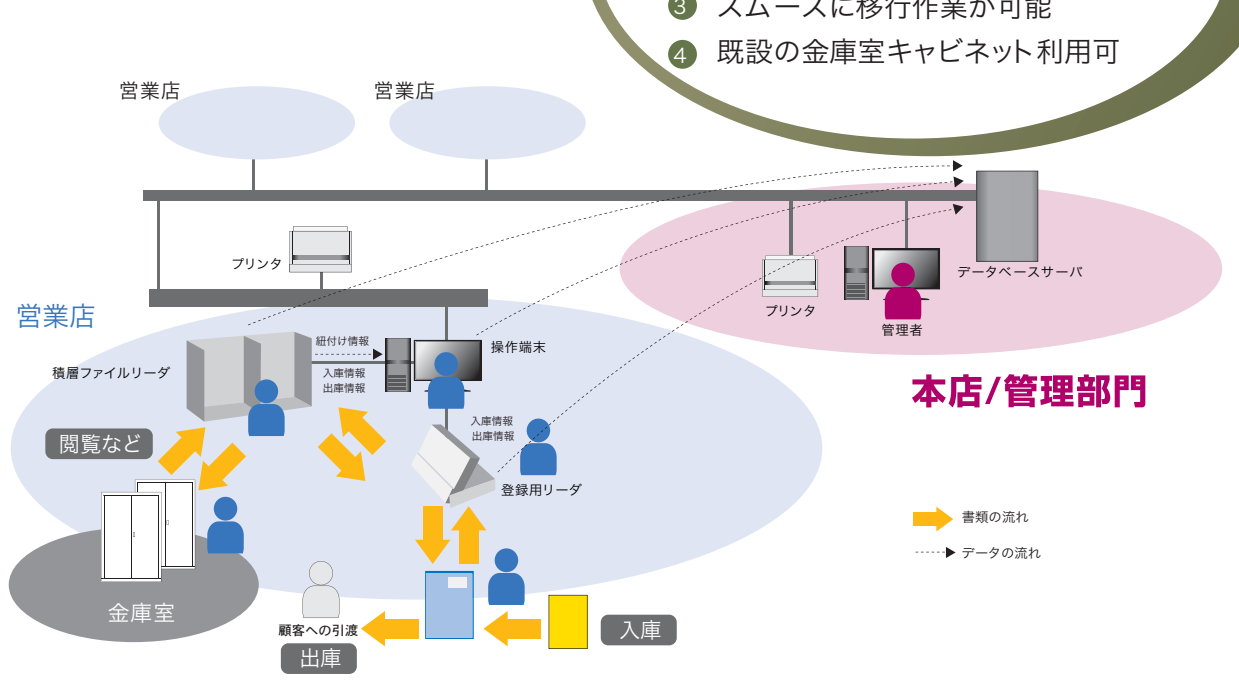 ③ スムーズに移行作業が可能
④ 既設の金庫室キャビネット利用可
営業店
営業店
プリンタ
データベースサーバ
プリンタ
管理者
本店/管理部門
営業店
積層ファイルリーダ
紐付け情報
入庫情報
出庫情報
操作端末
入庫情報
出庫情報
登録用リーダ
閲覧など
金庫室
顧客への引渡
出庫
入庫
書類の流れ
データの流れ